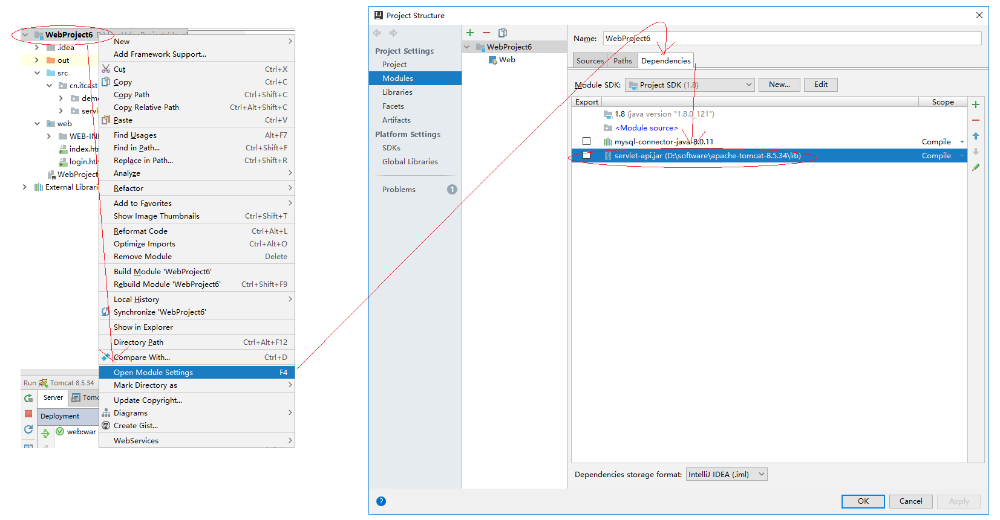 WebProject6
.idea
out
src
cn.itcast
web
index.htm
login.htm
External Librari
New
Add Framework Support...
Cut Ctrl+X
Copy Ctrl+C
Copy Path Ctrl+Shift+C
Copy Relative Path Ctrl+Alt+Shift+C
Paste Ctrl+V
Find Usages Alt+F7
Find in Path... Ctrl+Shift+F
Replace in Path... Ctrl+Shift+R
Analyze
Refactor
Add to Favorites
Show Image Thumbnails Ctrl+Shift+T
Reformat Code Ctrl+Alt+L
Optimize Imports Ctrl+Alt+O
Remove Module Delete
Build Module 'WebProject6'
Rebuild Module 'WebProject6' Ctrl+Shift+F9
Local History
Synchronize 'WebProject6'
Show in Explorer
Directory Path Ctrl+Alt+F12
Compare With... Ctrl+D
Open Module Settings F4
Mark Directory as
Update Copyright...
Diagrams
Create Gist...
WebServices
Run Tomcat 8.5.34
Server Tomc
Deployment
web:war
Project Structure
Project Settings
Project
Modules
Libraries
Facets
Artifacts
Platform Settings
SDKs
Global Libraries
Problems 1
WebProject6
Web
Name: WebProject6
Sources Paths Dependencies
Module SDK: Project SDK (1.8) New... Edit
Export Scope
1.8 (java version "1.8.0_121")
<Module source>
mysql-connector-java-8.0.11 Compile
servlet-api.jar (D:\software\apache-tomcat-8.5.34\lib) Compile
Dependencies storage format: IntelliJ IDEA (.iml)
? OK Cancel Apply